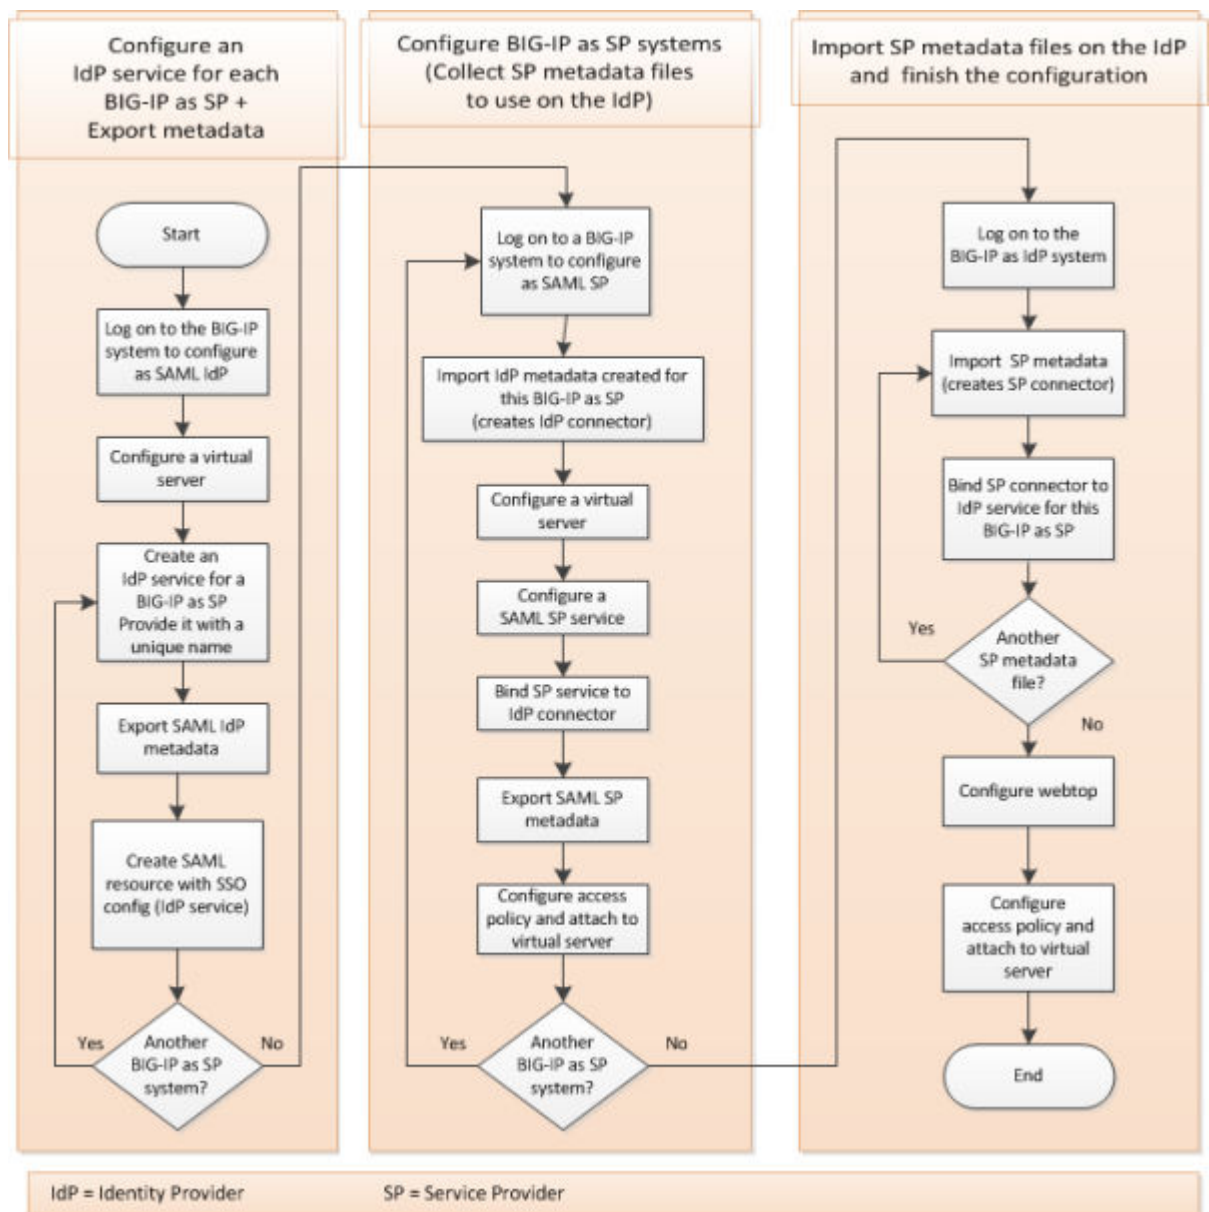 Configure an
IdP service for each
BIG-IP as SP +
Export metadata
Start
Log on to the BIG-IP
system to configure
as SAML IdP
Configure a virtual
server
Create an
IdP service for a
BIG-IP as SP
Provide it with a
unique name
Export SAML IdP
metadata
Create SAML
resource with SSO
config (IdP service)
Yes
Another
BIG-IP as SP
system?
No
Configure BIG-IP as SP systems
(Collect SP metadata files
to use on the IdP)
Log on to a BIG-IP
system to configure
as SAML SP
Import IdP metadata created for
this BIG-IP as SP
(creates IdP connector)
Configure a virtual
server
Configure a
SAML SP service
Bind SP service to
IdP connector
Export SAML SP
metadata
Configure access
policy and attach to
virtual server
Yes
Another
BIG-IP as SP
system?
No
Import SP metadata files on the IdP
and finish the configuration
Log on to the
BIG-IP as IdP system
Import SP metadata
(creates SP connector)
Bind SP connector to
IdP service for this
BIG-IP as SP
Yes
Another
SP metadata
file?
No
Configure webtop
Configure
access policy and
attach to virtual
server
End
IdP = Identity Provider
SP = Service Provider